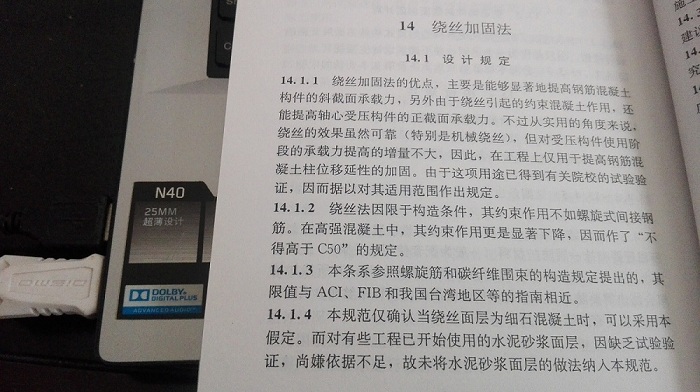 14 绕丝加固法
14.1 设计规定
14.1.1 绕丝加固法的优点，主要是能够显著地提高钢筋混凝土
构件的斜截面承载力，另外由于绕丝引起的约束混凝土作用，还
能提高轴心受压构件的正截面承载力。不过从实用的角度来说，
绕丝的效果虽然可靠（特别是机械绕丝），但对受压构件使用阶
段的承载力提高的增量不大，因此，在工程上仅用于提高钢筋混
凝土柱位移延性的加固。由于这项用途已得到有关院校的试验验
证，因而据以对其适用范围作出规定。
14.1.2 绕丝法因限于构造条件，其约束作用不如螺旋式间接钢
筋。在高强混凝土中，其约束作用更是显著下降，因而作了“不
得高于C50”的规定。
14.1.3 本条系参照螺旋筋和碳纤维围束的构造规定提出的，其
限值与 ACI、FIB和我国台湾地区等的指南相近。
14.1.4 本规范仅确认当绕丝面层为细石混凝土时，可以采用本
假定。而对有些工程已开始使用的水泥砂浆面层，因缺乏试验验
证，尚嫌依据不足，故未将水泥砂浆面层的做法纳入本规范。
N40
25MM
超薄设计
DOLBY
DIGITAL PLUS
ADVANCED AUDIO